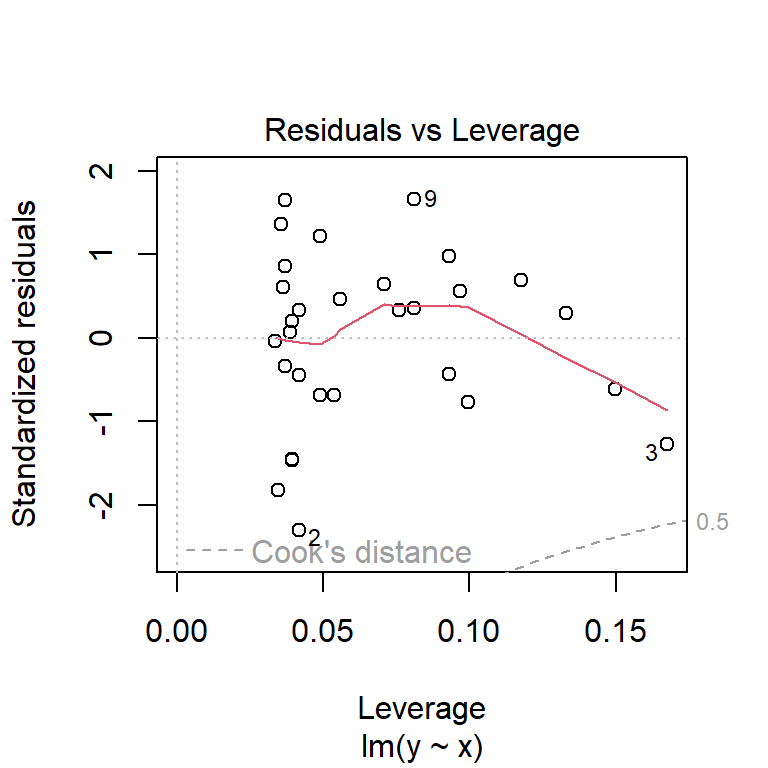 Residuals vs Leverage
Standardized residuals
2
1
0
-1
-2
9
3
2
0.5
Cook's distance
0.00
0.05
0.10
0.15
Leverage
lm(y ~ x)